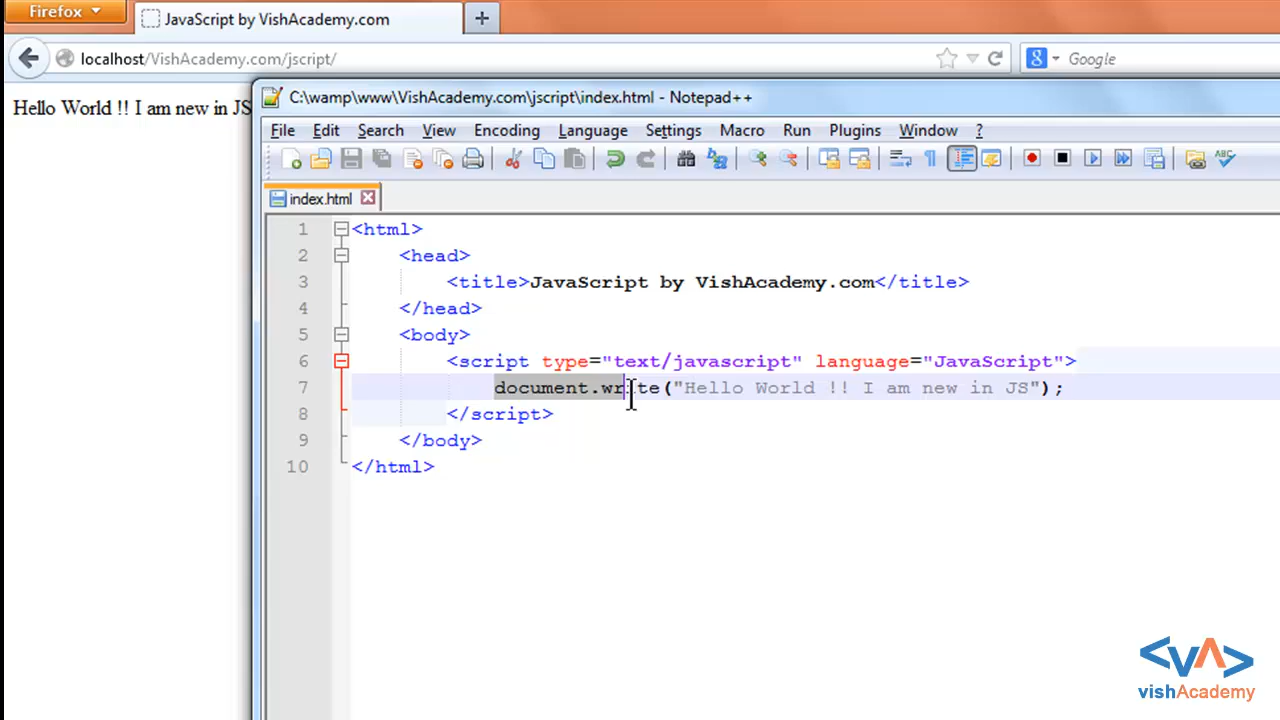 Firefox
JavaScript by VishAcademy.com
localhost/VishAcademy.com/jscript/
Google
Hello World !! I am new in JS
C:\wamp\www\VishAcademy.com\jscript\index.html - Notepad++
File Edit Search View Encoding Language Settings Macro Run Plugins Window ?
index.html
1 <html>
2 <head>
3 <title>JavaScript by VishAcademy.com</title>
4 </head>
5 <body>
6 <script type="text/javascript" language="JavaScript">
7 document.write("Hello World !! I am new in JS");
8 </script>
9 </body>
10 </html>
<VA>
vishAcademy